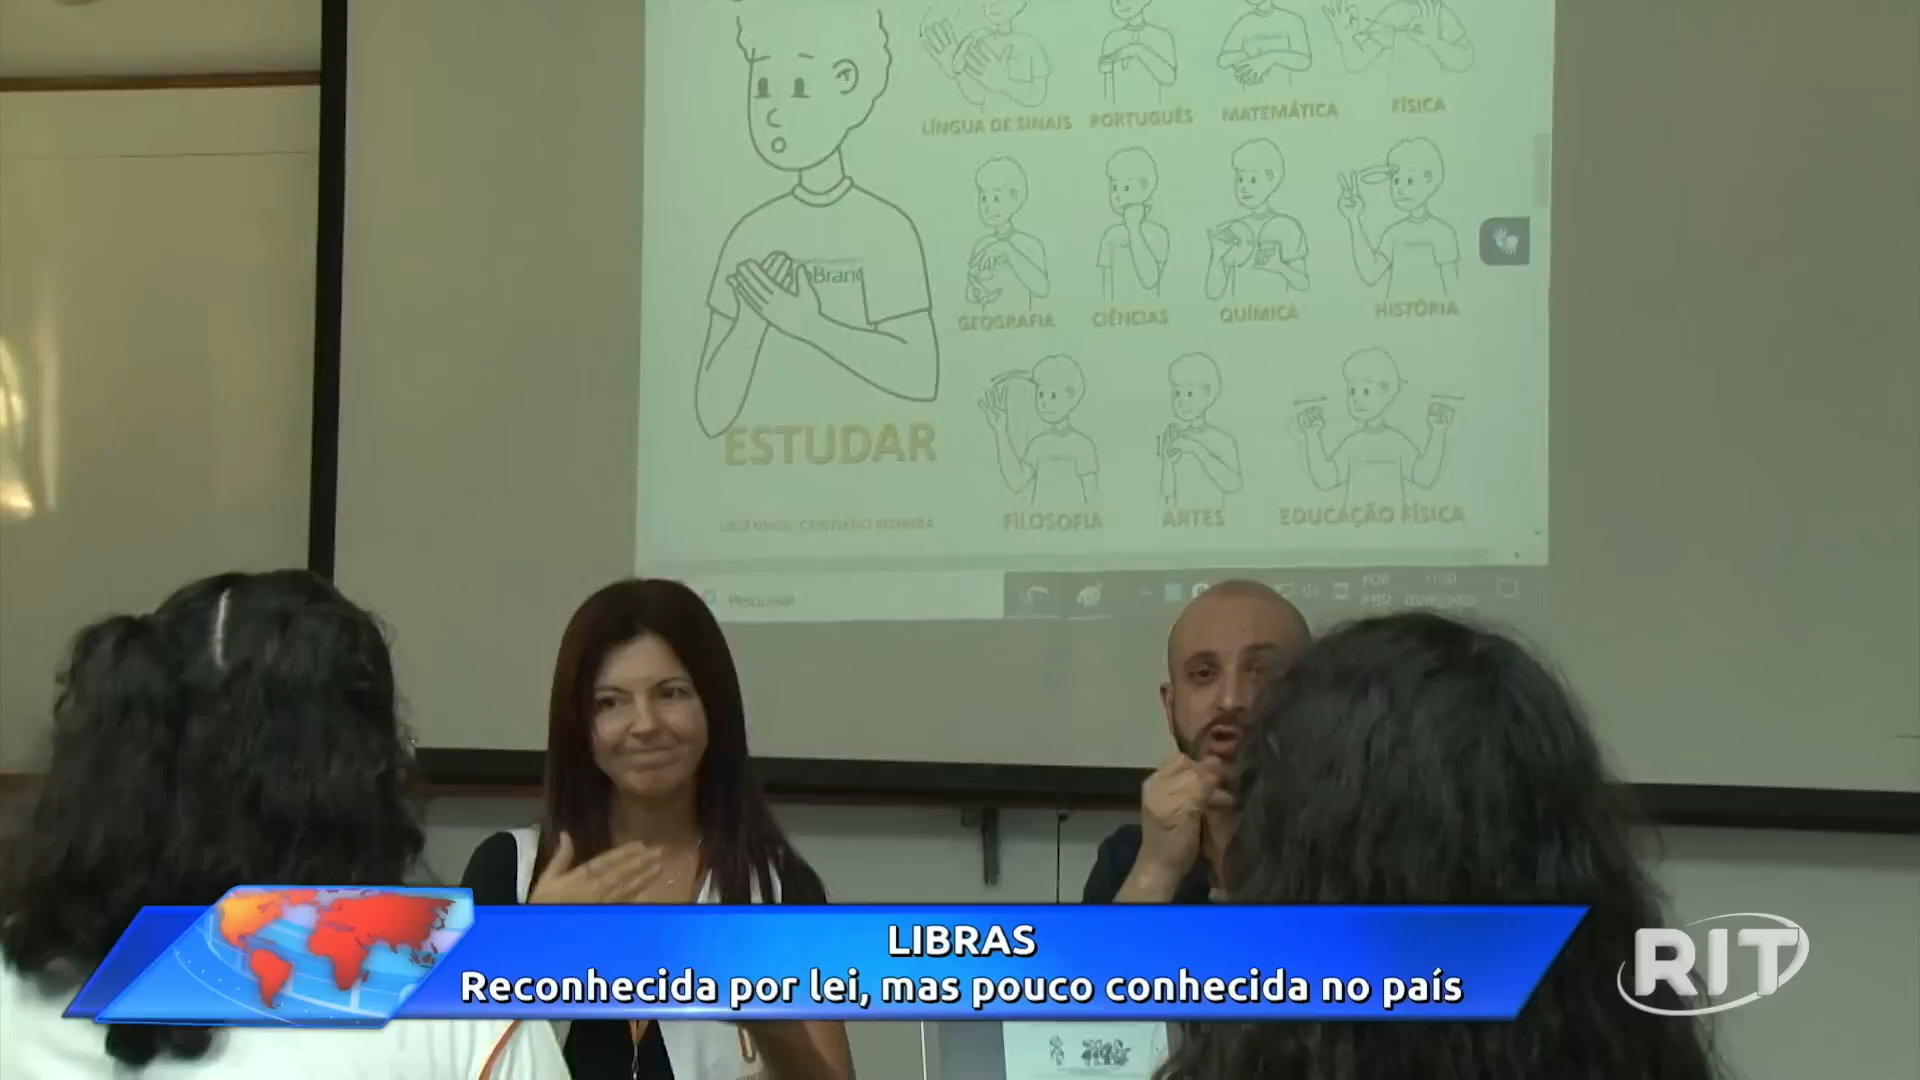 LÍNGUA DE SINAIS
PORTUGUÊS
MATEMÁTICA
FÍSICA
GEOGRAFIA
CIÊNCIAS
QUÍMICA
HISTÓRIA
ESTUDAR
FILOSOFIA
ARTES
EDUCAÇÃO FÍSICA
Pesquisar
LIBRAS
Reconhecida por lei, mas pouco conhecida no país
RIT